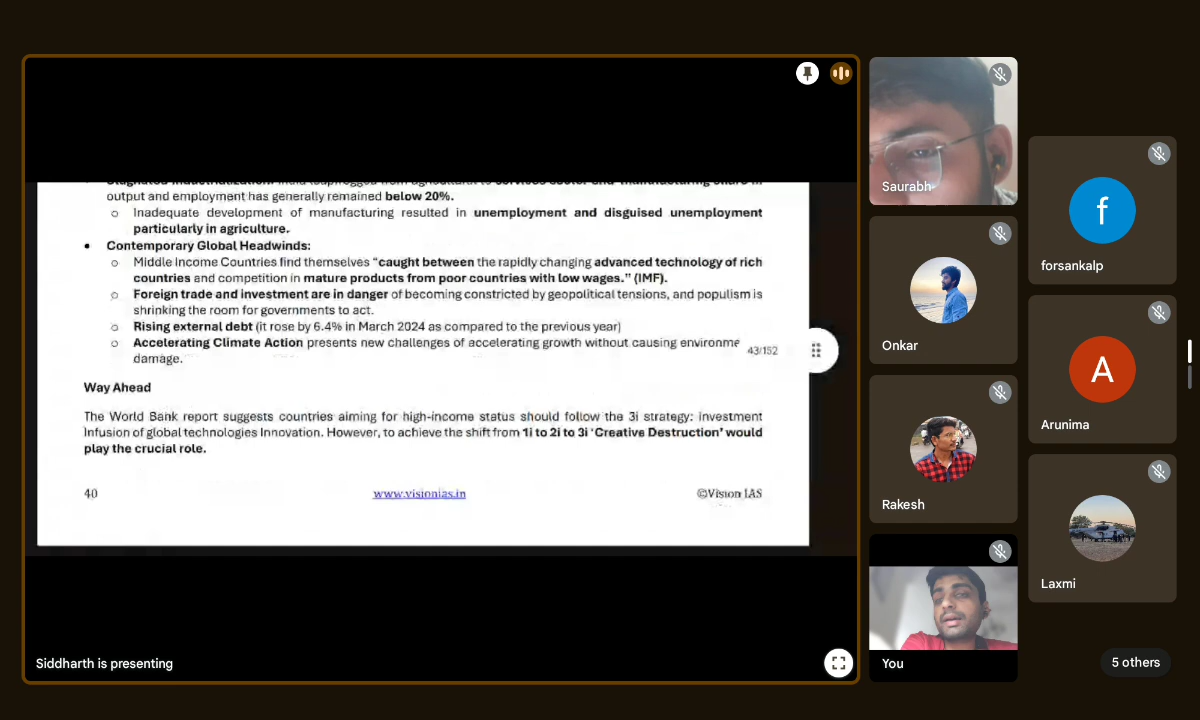 output and employment has generally remained below 20%.
o Inadequate development of manufacturing resulted in unemployment and disguised unemployment
particularly in agriculture.
• Contemporary Global Headwinds:
o Middle Income Countries find themselves "caught between the rapidly changing advanced technology of rich
countries and competition in mature products from poor countries with low wages." (IMF).
o Foreign trade and investment are in danger of becoming constricted by geopolitical tensions, and populism is
shrinking the room for governments to act.
o Rising external debt (it rose by 6.4% in March 2024 as compared to the previous year)
o Accelerating Climate Action presents new challenges of accelerating growth without causing environme
damage.
43/152
Way Ahead
The World Bank report suggests countries aiming for high-income status should follow the 3i strategy: investment
Infusion of global technologies Innovation. However, to achieve the shift from 1i to 2i to 3i 'Creative Destruction' would
play the crucial role.
40
www.visionias.in
©Vision IAS
Siddharth is presenting
Saurabh
Onkar
Rakesh
You
f
forsankalp
A
Arunima
Laxmi
5 others